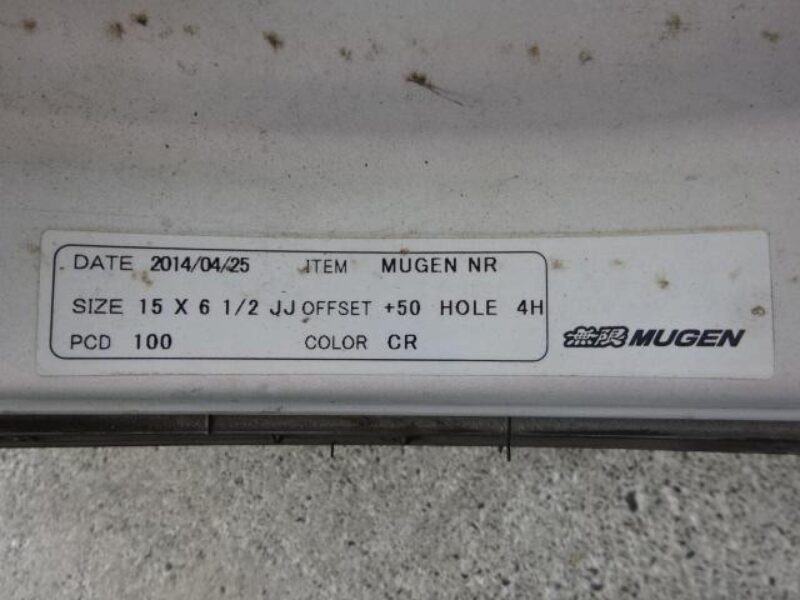 DATE 2014/04/25 ITEM MUGEN NR
SIZE 15 X 6 1/2 JJ OFFSET +50 HOLE 4H
PCD 100 COLOR CR
無限 MUGEN